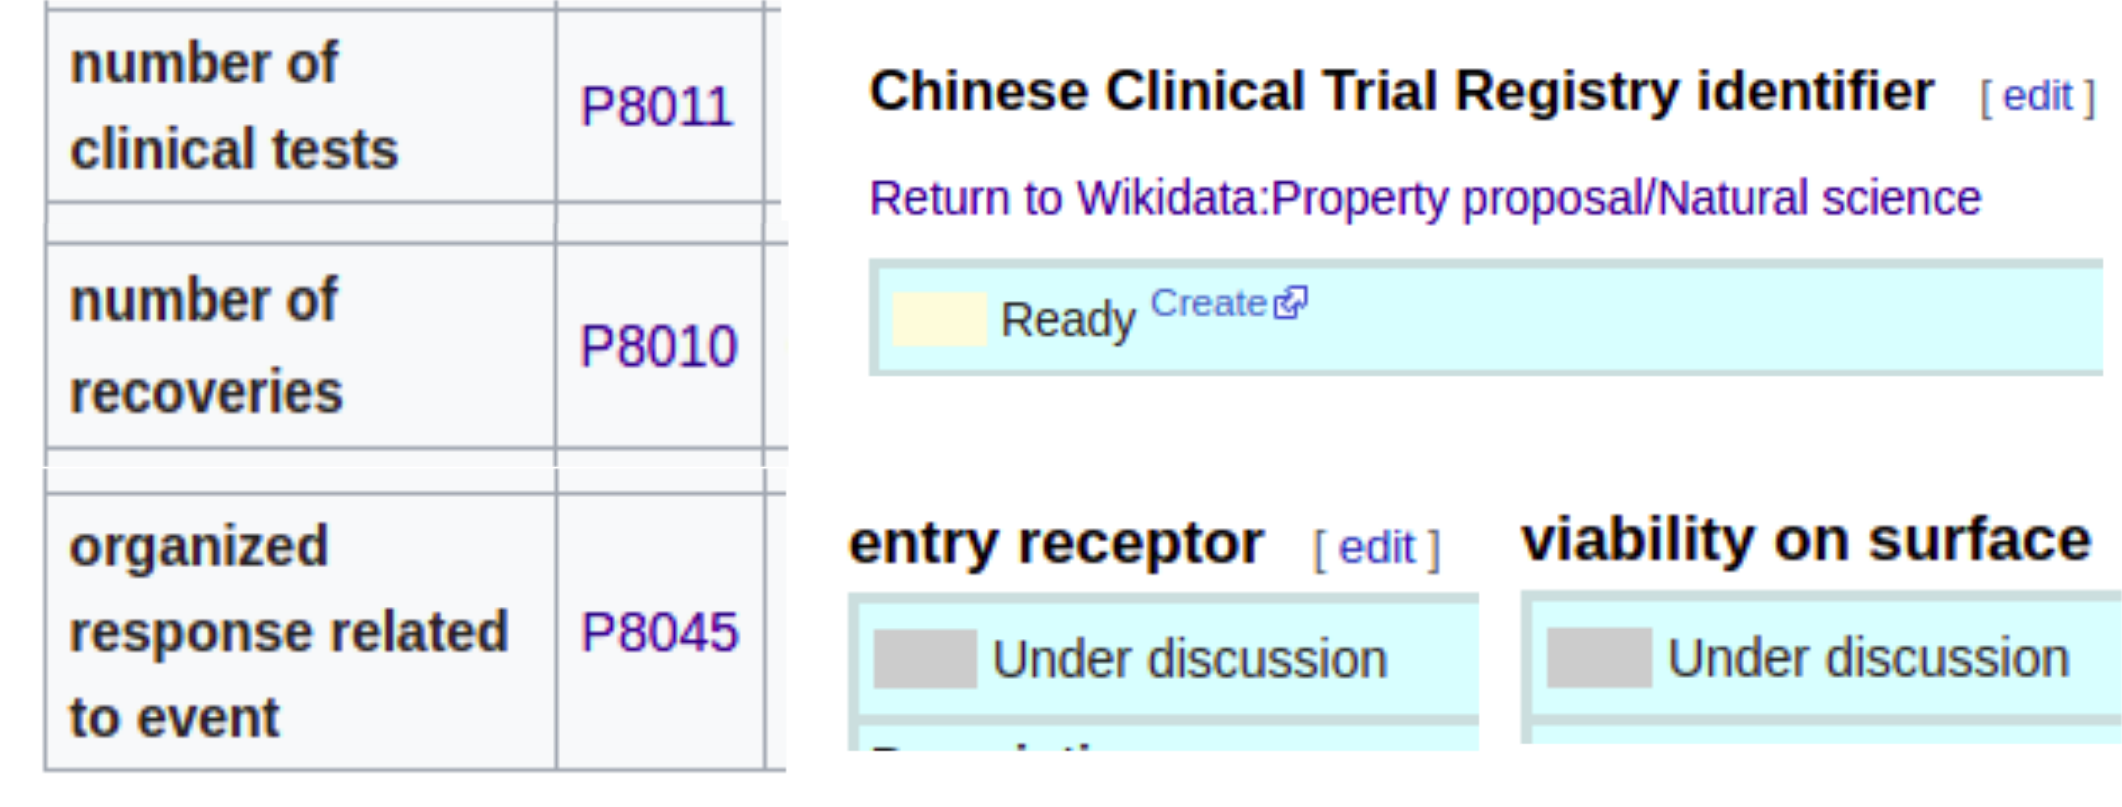 number of
clinical tests
P8011
number of
recoveries
P8010
organized
response related
to event
P8045
Chinese Clinical Trial Registry identifier [ edit ]
Return to Wikidata:Property proposal/Natural science
Ready Create
entry receptor [ edit ]
Under discussion
viability on surface
Under discussion